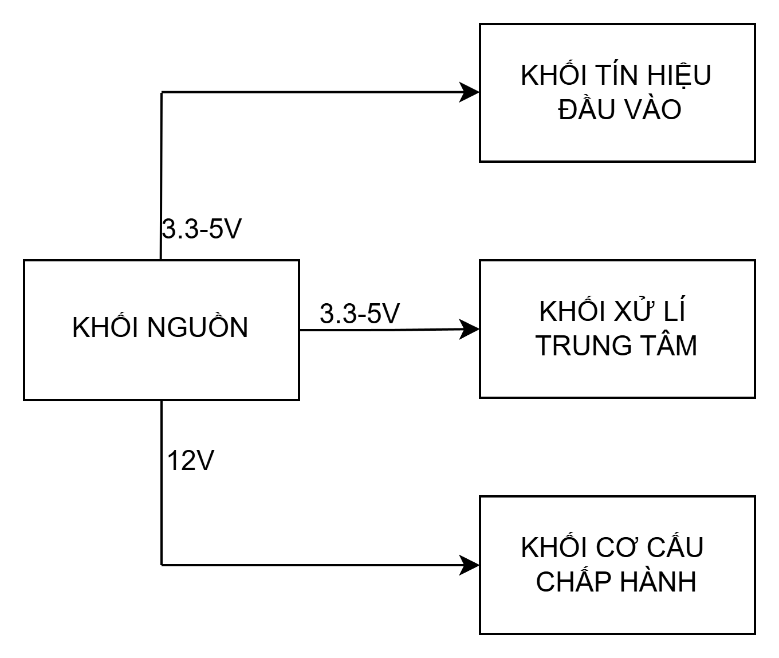 KHỐI TÍN HIỆU
ĐẦU VÀO
3.3-5V
KHỐI NGUỒN
3.3-5V
KHỐI XỬ LÍ
TRUNG TÂM
12V
KHỐI CƠ CẤU
CHẤP HÀNH